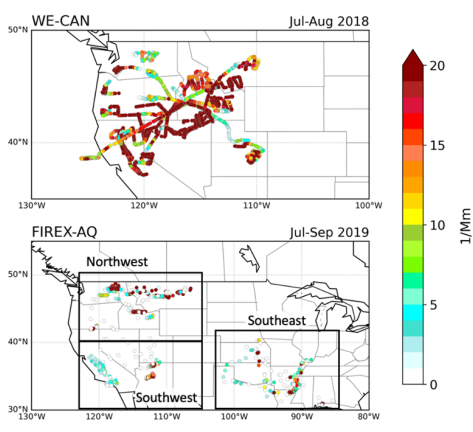 WE-CAN Jul-Aug 2018
50°N
40°N
130°W 120°W 110°W 100°W
FIREX-AQ Jul-Sep 2019
Northwest
50°N
Southeast
40°N
Southwest
30°N
120°W 110°W 100°W 90°W 80°W
20
15
10
5
0
1/Mm